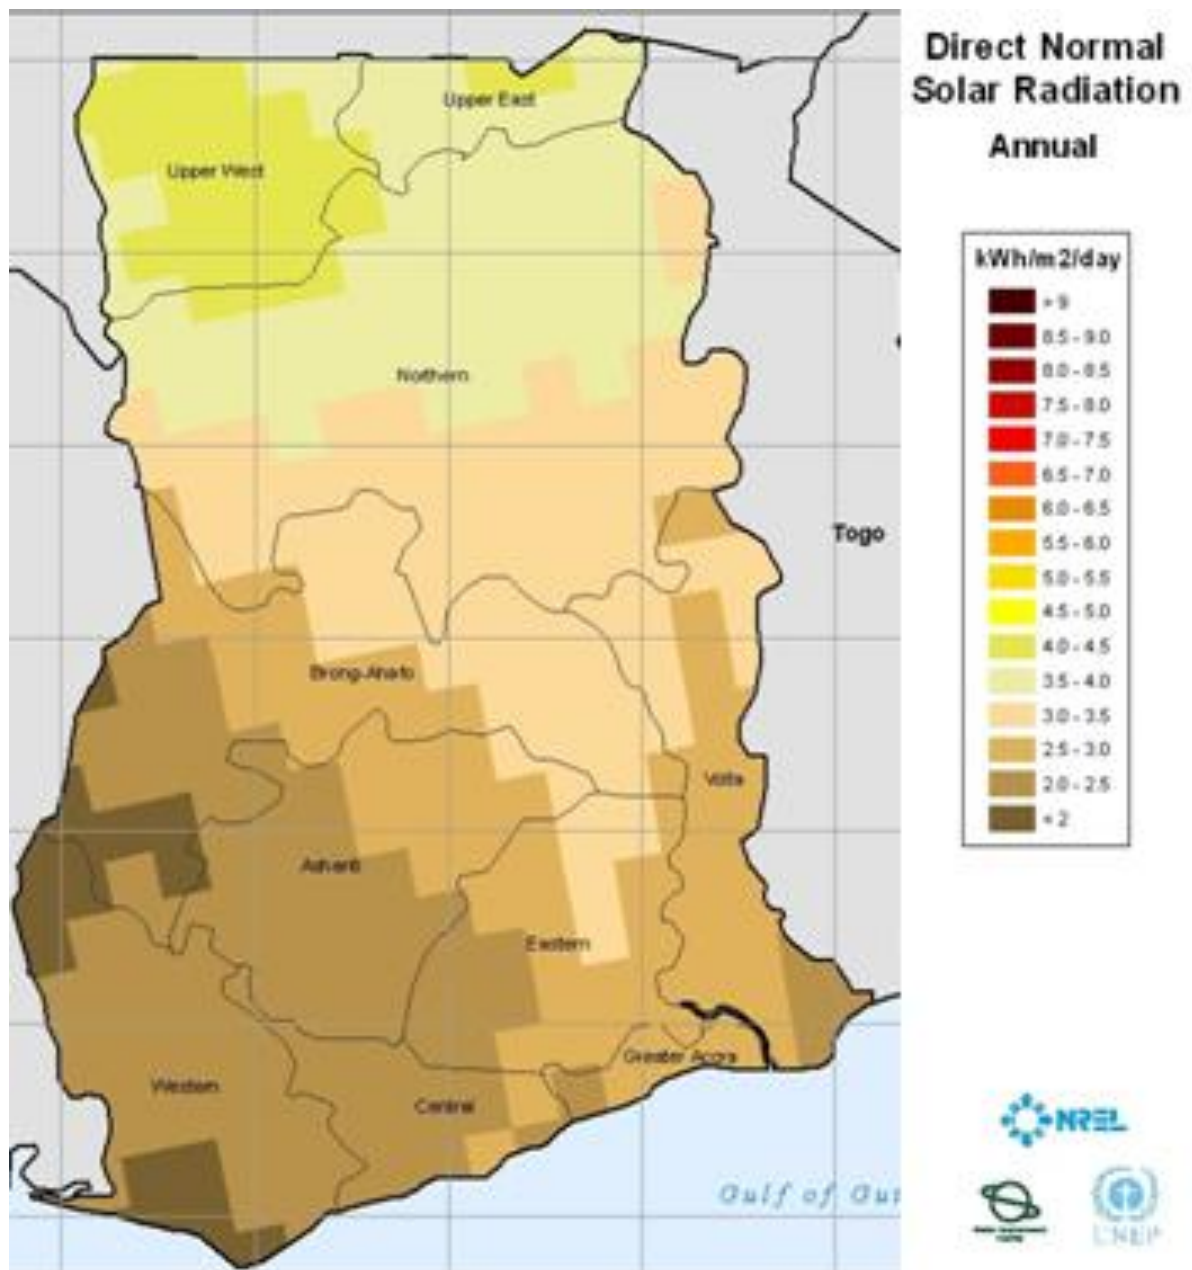 Direct Normal
Solar Radiation
Annual
kWh/m2/day
8.5 - 9.0
8.0 - 8.5
7.5 - 8.0
7.0 - 7.5
6.5 - 7.0
6.0 - 6.5
5.5 - 6.0
5.0 - 5.5
4.5 - 5.0
4.0 - 4.5
3.5 - 4.0
3.0 - 3.5
2.5 - 3.0
2.0 - 2.5
Upper East
Upper West
Northern
Togo
Brong-Ahafo
Volta
Ashanti
Eastern
Greater Accra
Western
Central
Gulf of Gui
NREL
UNEP